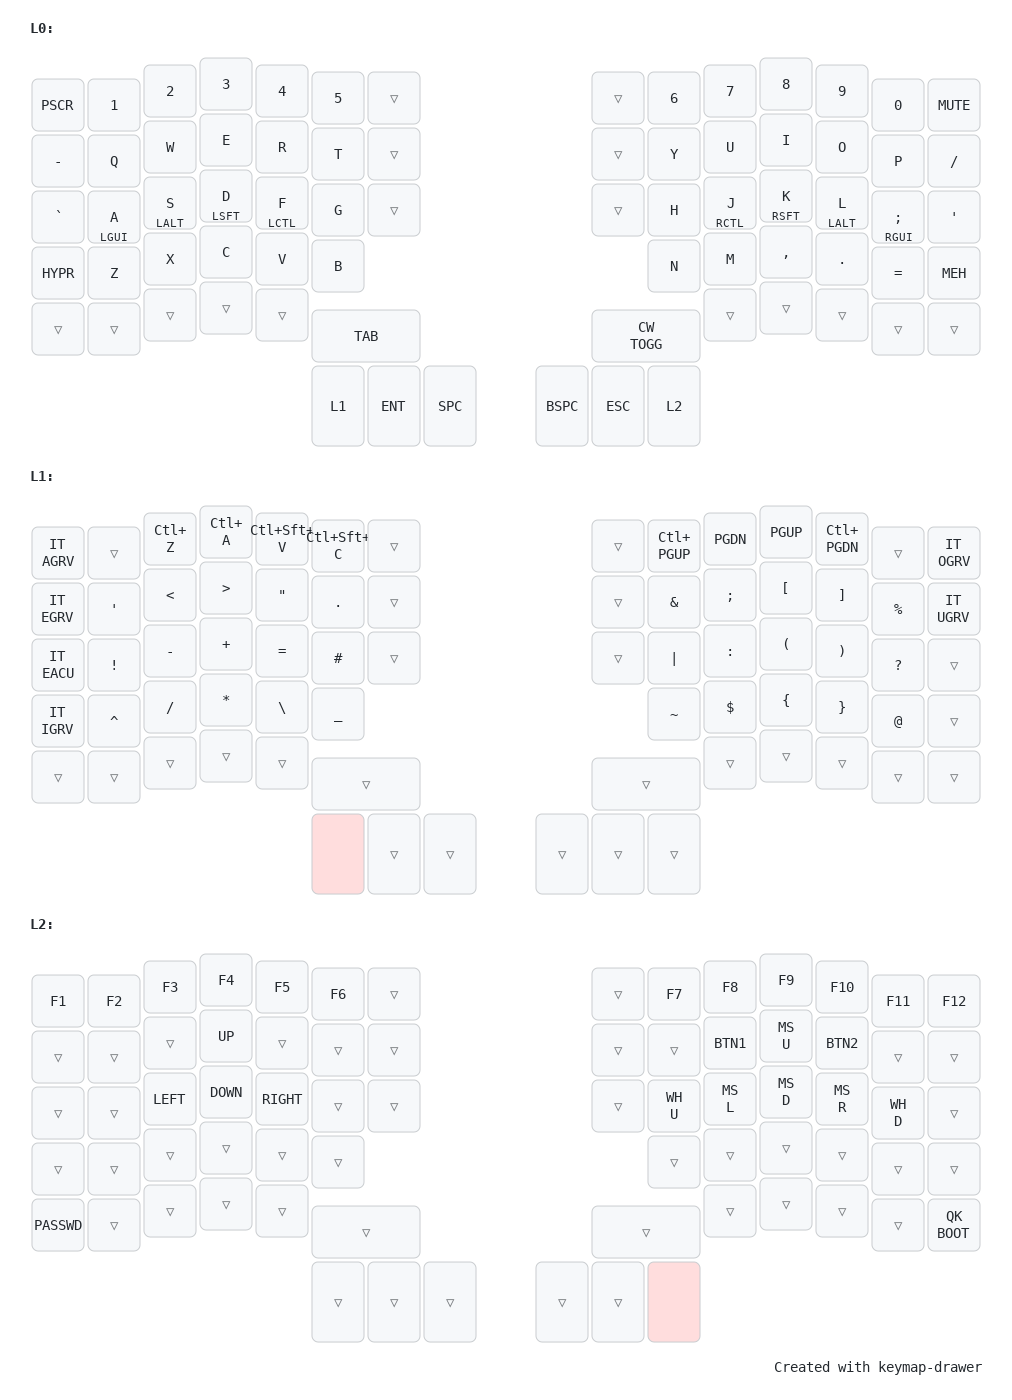 L0:
PSCR 1 2 3 4 5 ▽ ▽ 6 7 8 9 0 MUTE
- Q W E R T ▽ ▽ Y U I O P /
` A S D F G ▽ ▽ H J K L ; '
LGUI LALT LSFT LCTL RCTL RSFT LALT RGUI
HYPR Z X C V B N M , . = MEH
▽ ▽ ▽ ▽ ▽ ▽ ▽ ▽ ▽ ▽
TAB CW
TOGG
L1 ENT SPC BSPC ESC L2
L1:
IT ▽ Ctl+ Ctl+ Ctl+Sft+ Ctl+Sft+ ▽ ▽ Ctl+ PGDN PGUP Ctl+ ▽ IT
AGRV Z A V C PGUP PGDN OGRV
IT ' < > " . ▽ ▽ & ; [ ] % IT
EGRV UGRV
IT ! - + = # ▽ ▽ | : ( ) ? ▽
EACU
IT ^ / * \ _ ~ $ { } @ ▽
IGRV
▽ ▽ ▽ ▽ ▽ ▽ ▽ ▽ ▽ ▽
▽ ▽
▽ ▽ ▽ ▽ ▽
L2:
F1 F2 F3 F4 F5 F6 ▽ ▽ F7 F8 F9 F10 F11 F12
▽ ▽ ▽ UP ▽ ▽ ▽ ▽ ▽ BTN1 MS BTN2 ▽ ▽
U
▽ ▽ LEFT DOWN RIGHT ▽ ▽ ▽ WH MS MS MS WH ▽
U L D R D
▽ ▽ ▽ ▽ ▽ ▽ ▽ ▽ ▽ ▽ ▽ ▽
PASSWD ▽ ▽ ▽ ▽ ▽ ▽ ▽ ▽ QK
BOOT
▽ ▽
▽ ▽ ▽ ▽ ▽
Created with keymap-drawer